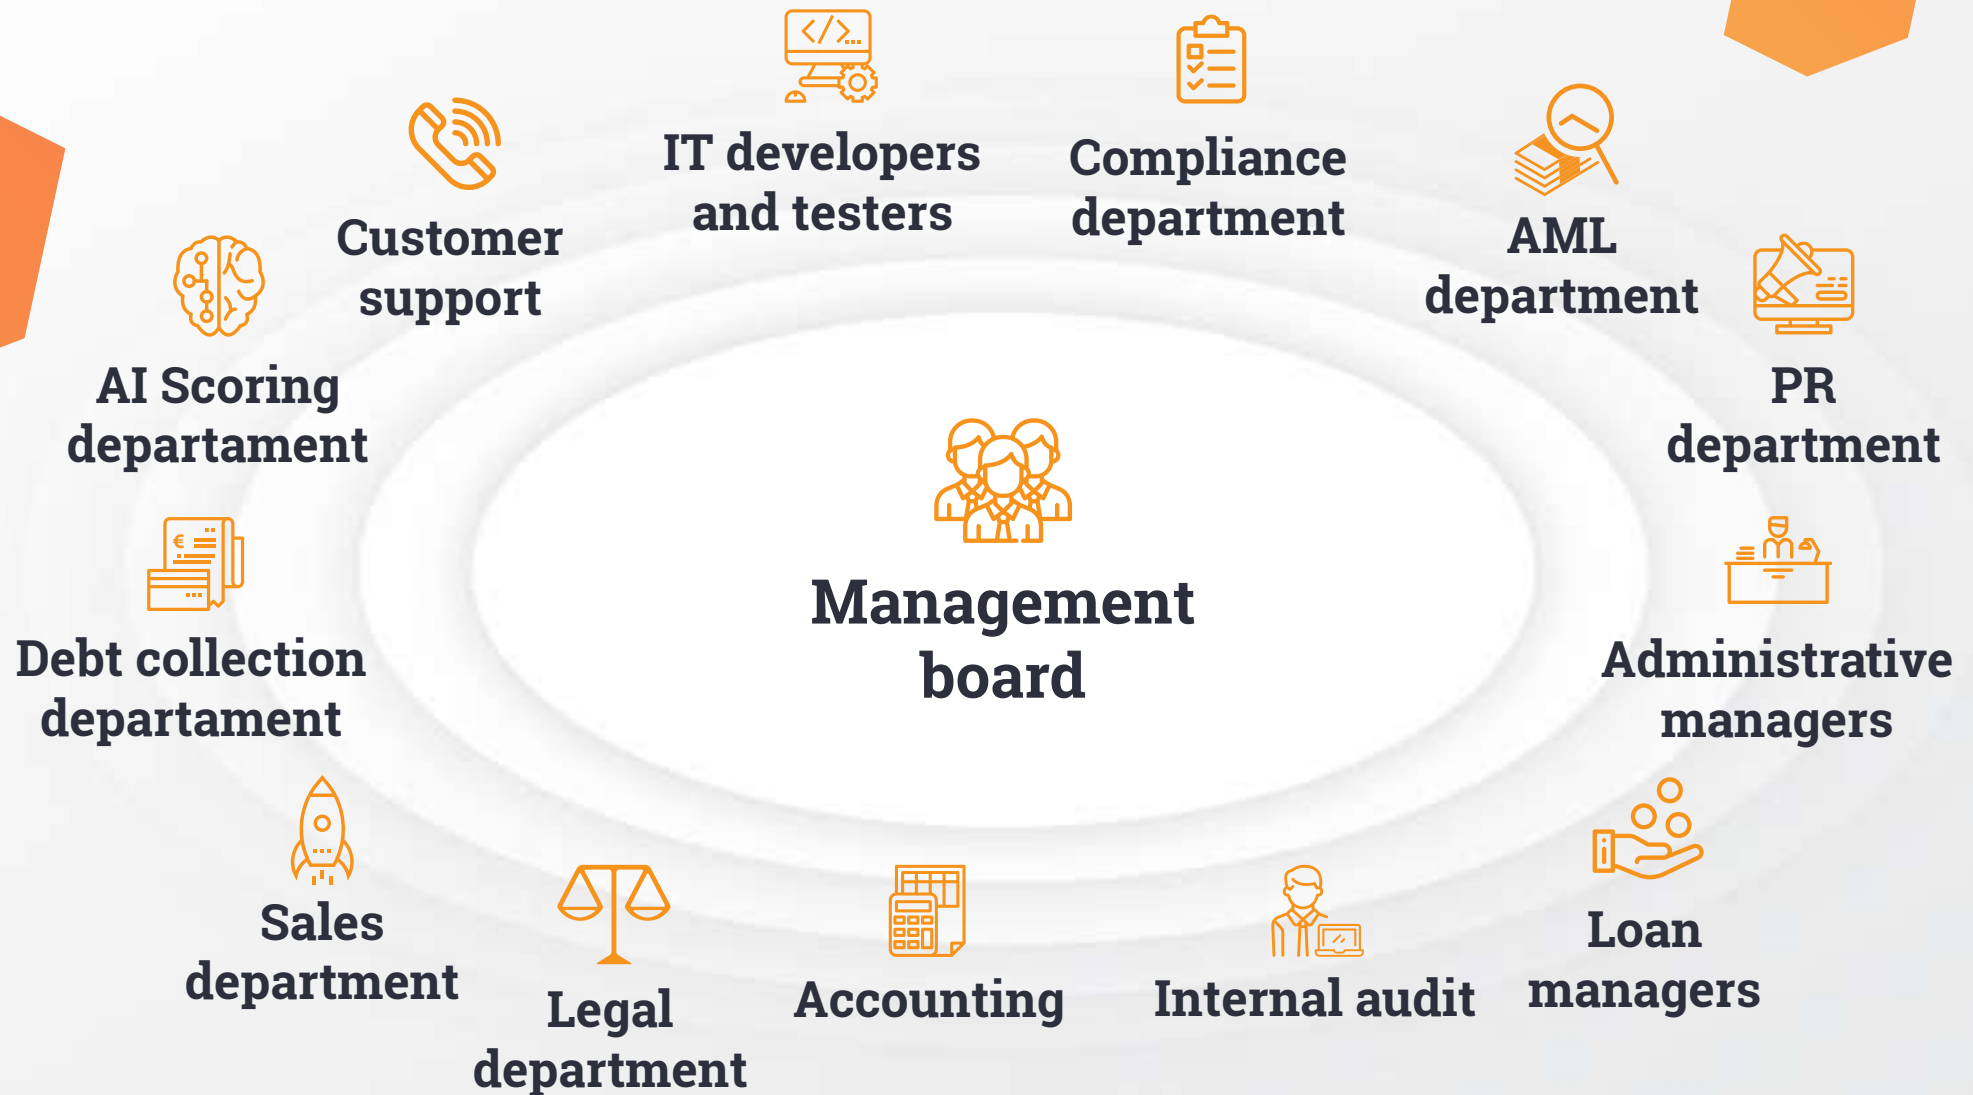 IT developers
and testers
Compliance
department
Customer
support
AML
department
AI Scoring
departament
PR
department
Management
board
Debt collection
departament
Administrative
managers
Sales
department
Legal
department
Accounting
Internal audit
Loan
managers